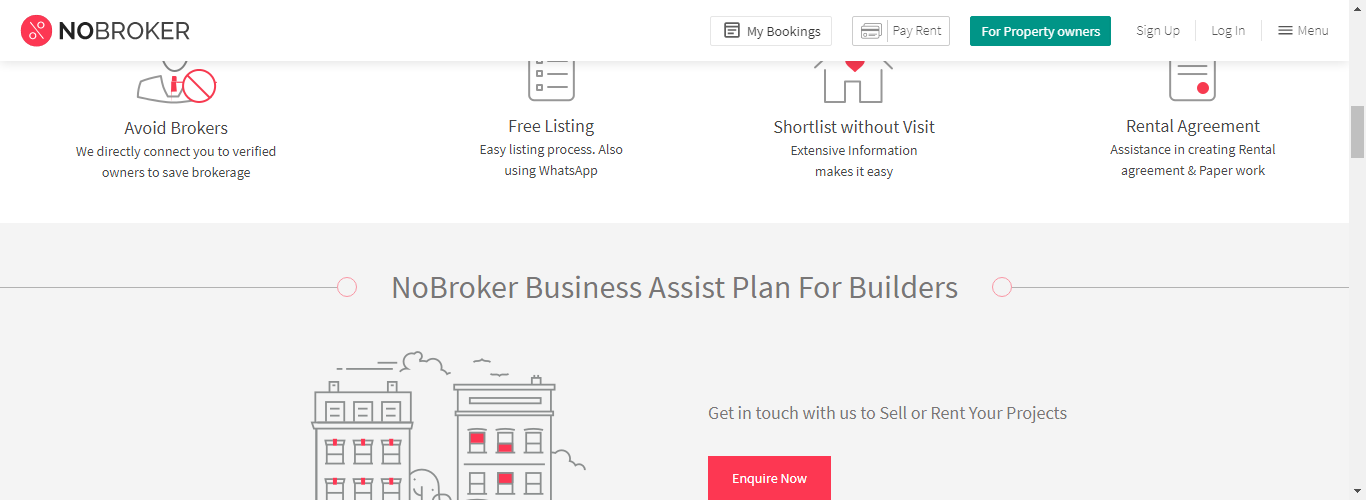 NOBROKER
My Bookings
Pay Rent
For Property owners
Sign Up
Log In
Menu
Avoid Brokers
We directly connect you to verified
owners to save brokerage
Free Listing
Easy listing process. Also
using WhatsApp
Shortlist without Visit
Extensive Information
makes it easy
Rental Agreement
Assistance in creating Rental
agreement & Paper work
NoBroker Business Assist Plan For Builders
Get in touch with us to Sell or Rent Your Projects
Enquire Now